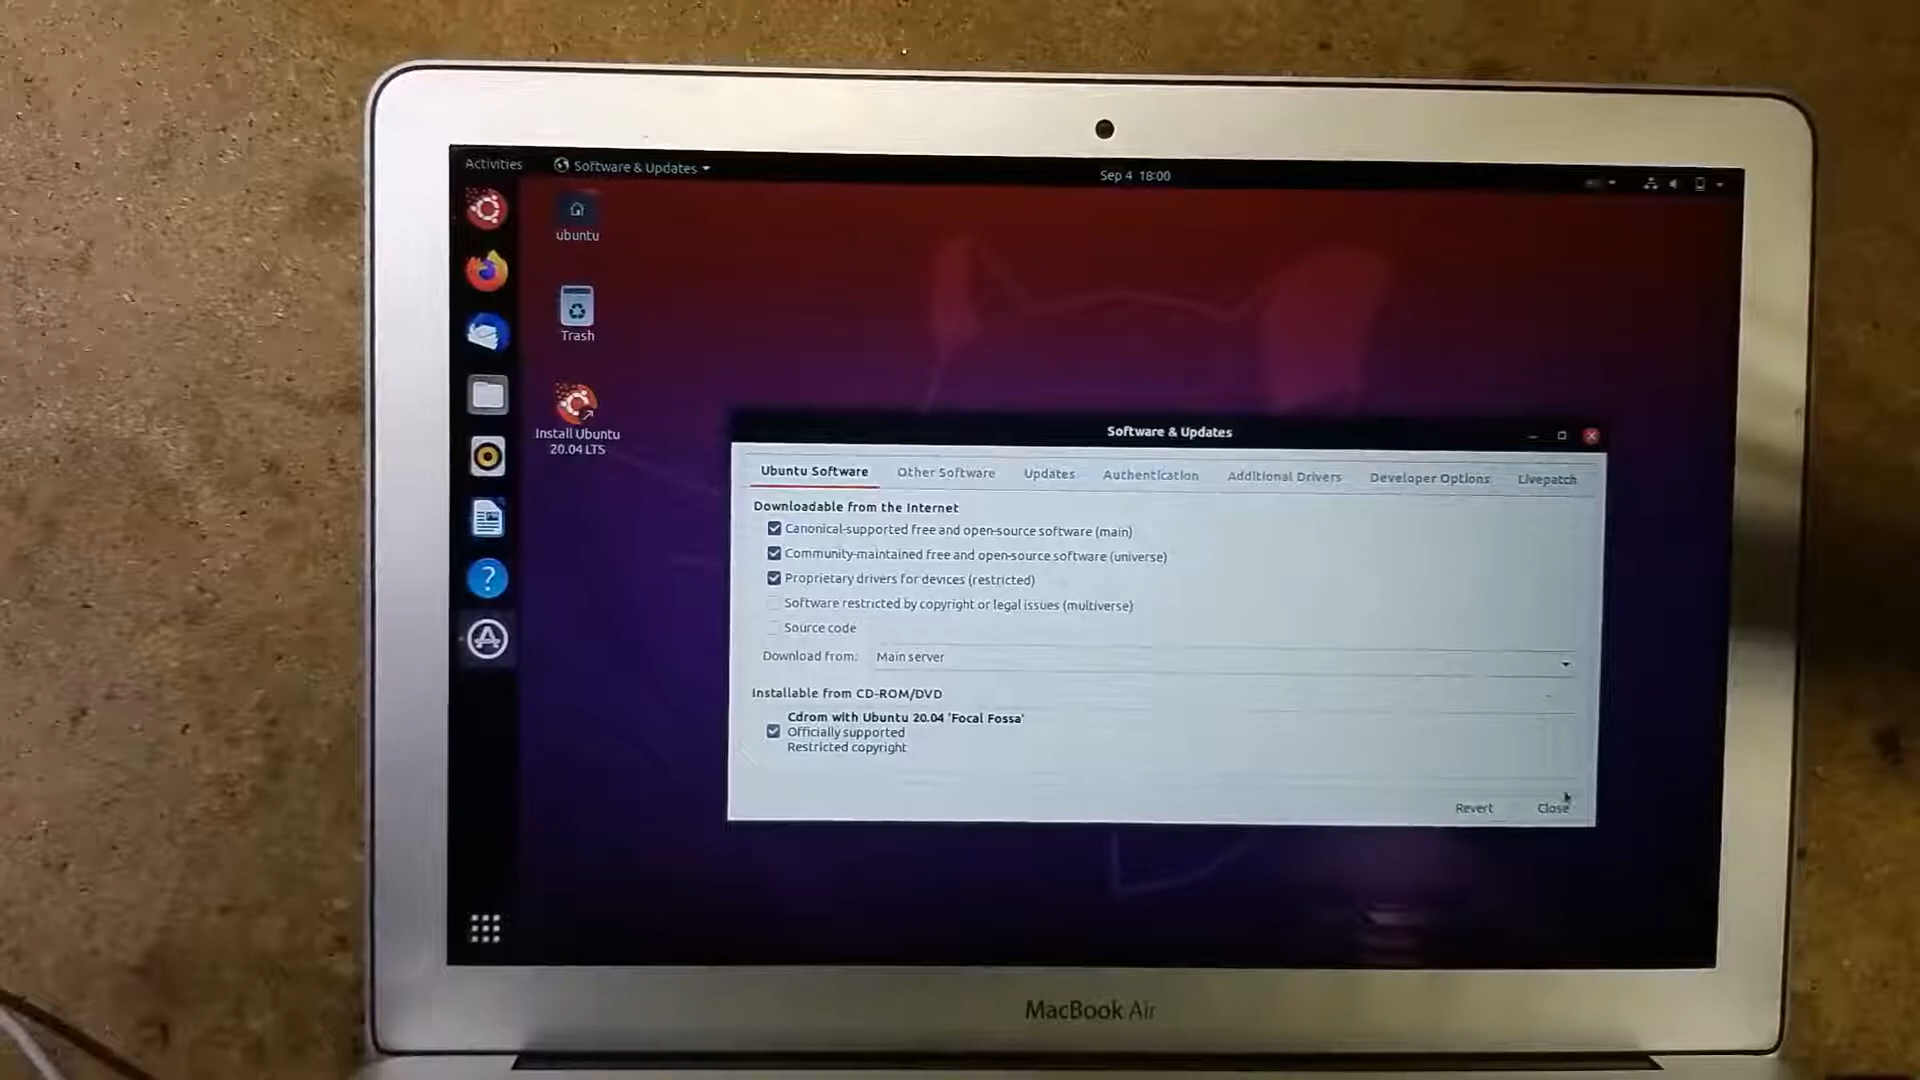 Activities
Software & Updates
Sep 4 18:00
ubuntu
Trash
Install Ubuntu
20.04 LTS
Software & Updates
Ubuntu Software
Other Software
Updates
Authentication
Additional Drivers
Developer Options
Livepatch
Downloadable from the Internet
Canonical-supported free and open-source software (main)
Community-maintained free and open-source software (universe)
Proprietary drivers for devices (restricted)
Software restricted by copyright or legal issues (multiverse)
Source code
Download from: Main server
Installable from CD-ROM/DVD
Cdrom with Ubuntu 20.04 'Focal Fossa'
Officially supported
Restricted copyright
Revert
Close
MacBook Air